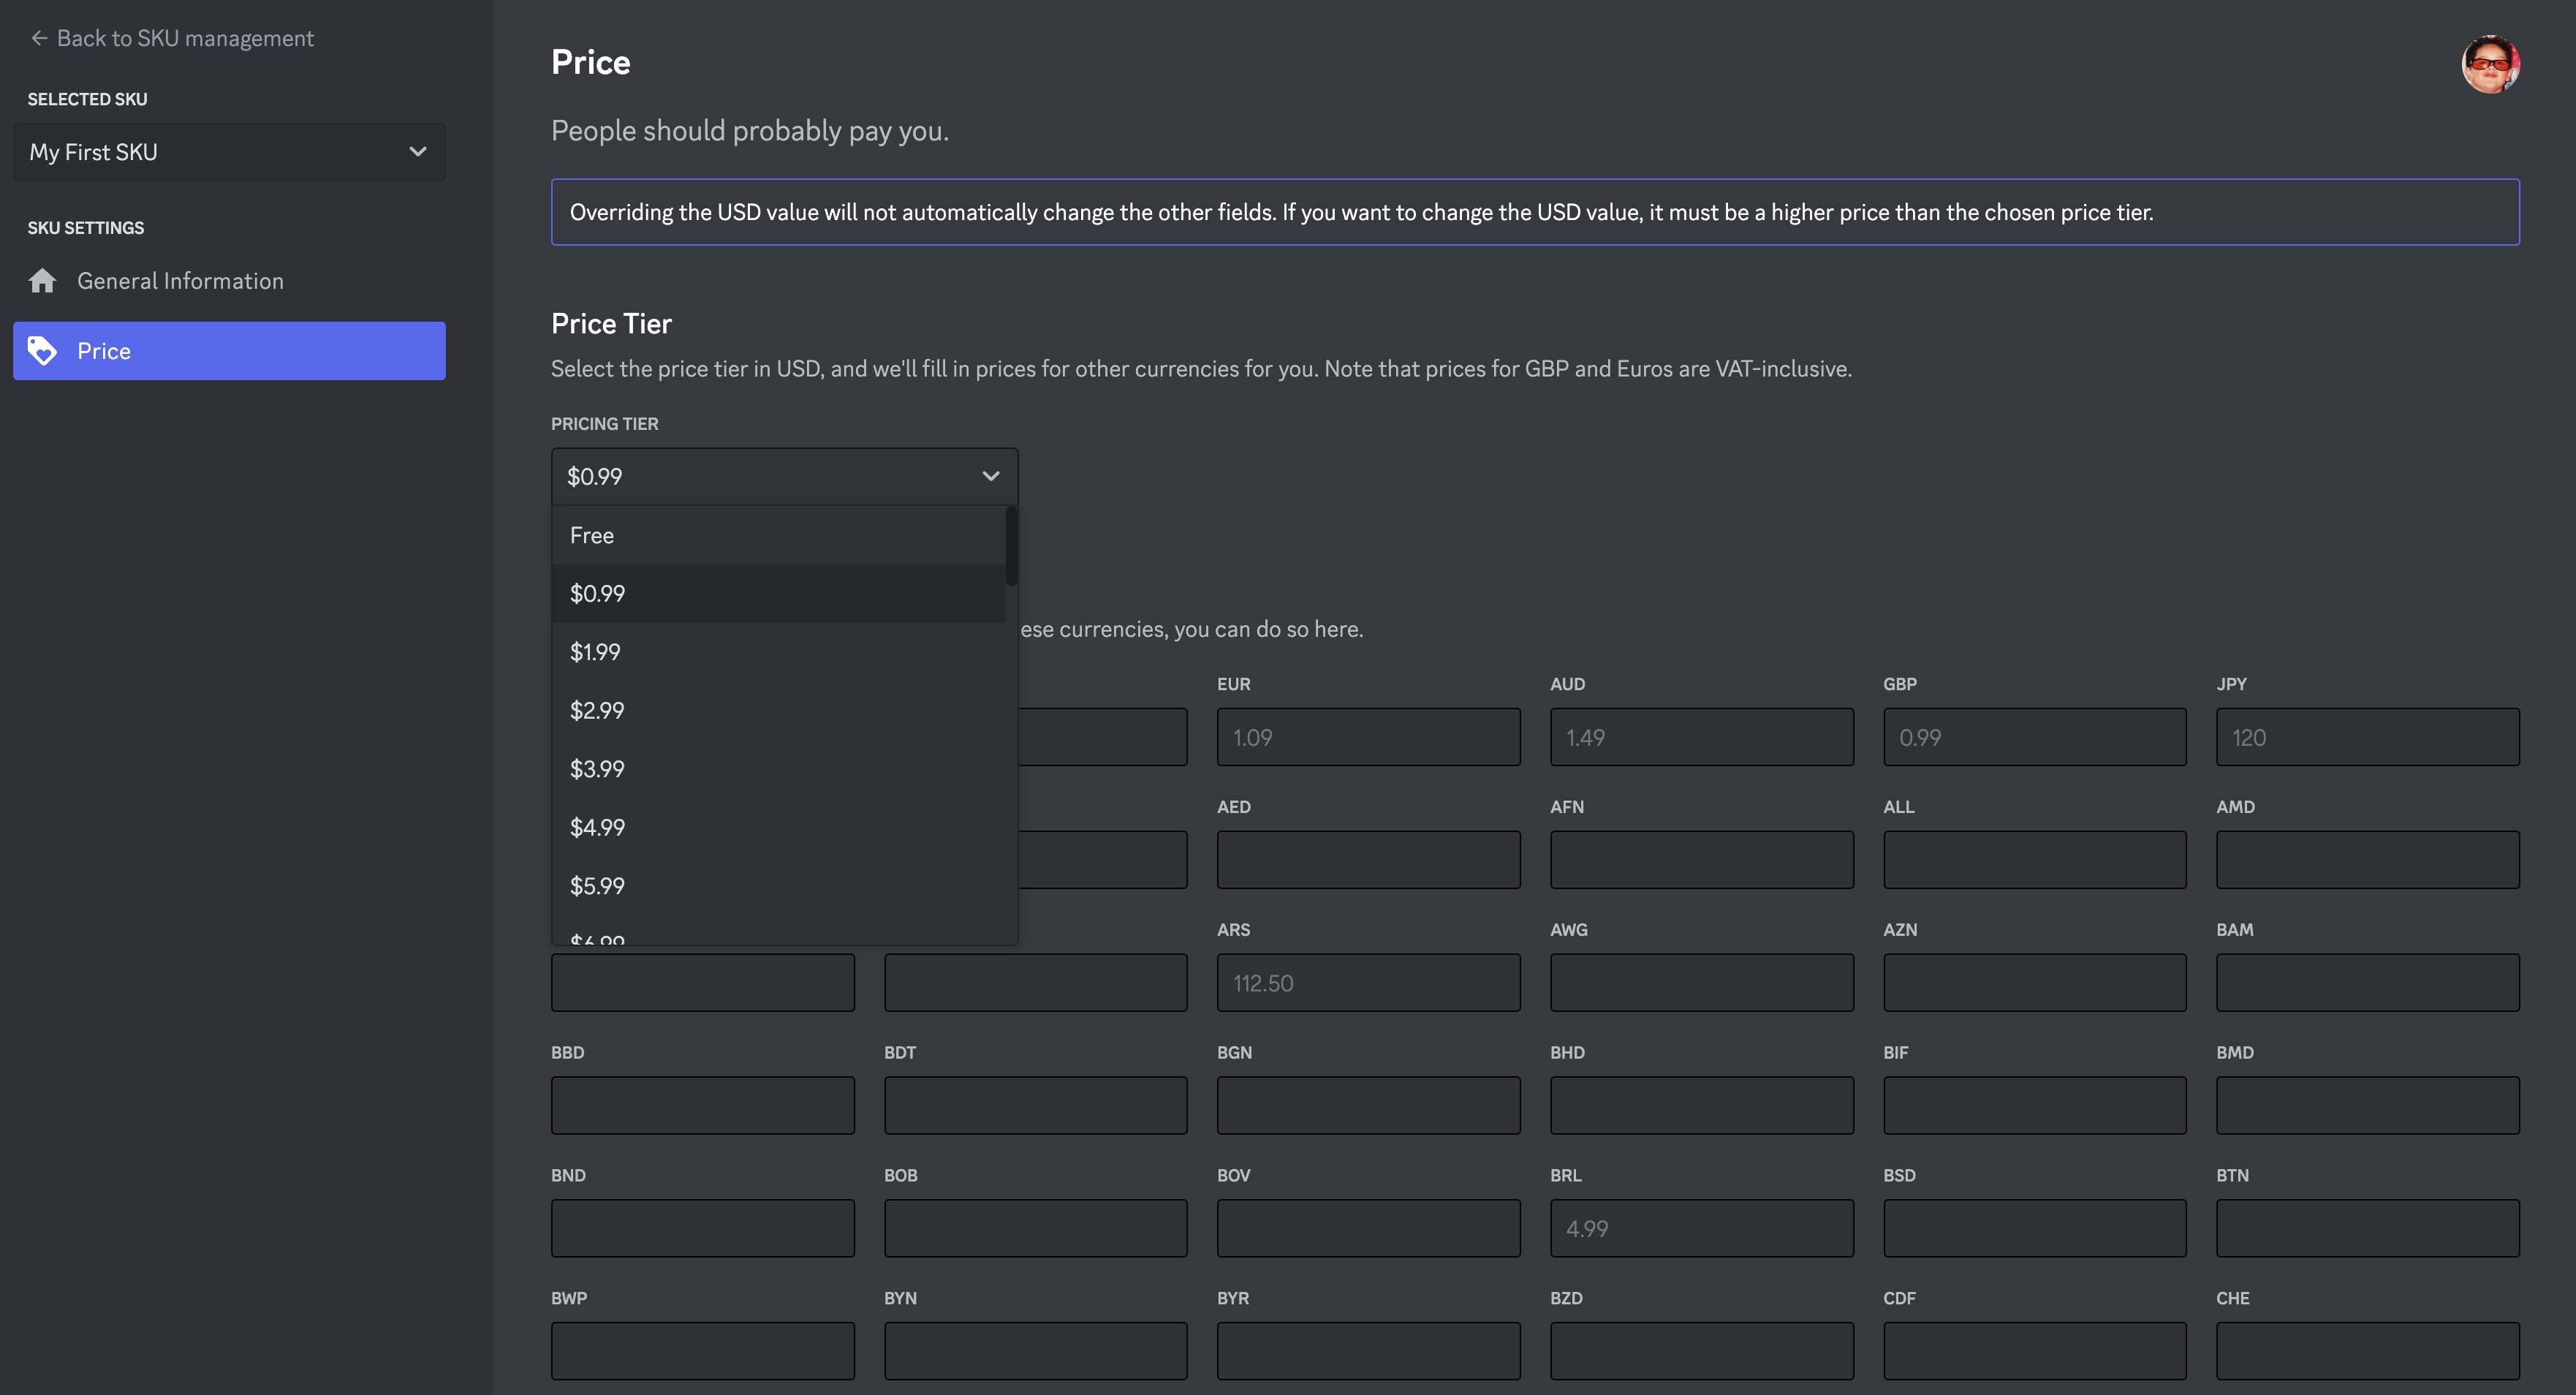 Back to SKU management
SELECTED SKU
My First SKU
SKU SETTINGS
General Information
Price
Price
People should probably pay you.
Overriding the USD value will not automatically change the other fields. If you want to change the USD value, it must be a higher price than the chosen price tier.
Price Tier
Select the price tier in USD, and we'll fill in prices for other currencies for you. Note that prices for GBP and Euros are VAT-inclusive.
PRICING TIER
$0.99
Free
$0.99
$1.99
$2.99
$3.99
$4.99
$5.99
$6.99
currencies, you can do so here.
EUR AUD GBP JPY
1.09 1.49 0.99 120
AED AFN ALL AMD
ARS AWG AZN BAM
112.50
BBD BDT BGN BHD BIF BMD
BND BOB BOV BRL BSD BTN
4.99
BWP BYN BYR BZD CDF CHE